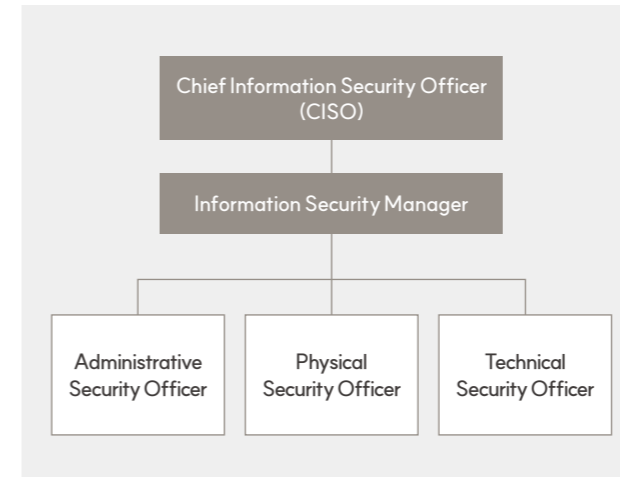 Chief Information Security Officer
(CISO)
Information Security Manager
Administrative
Security Officer
Physical
Security Officer
Technical
Security Officer